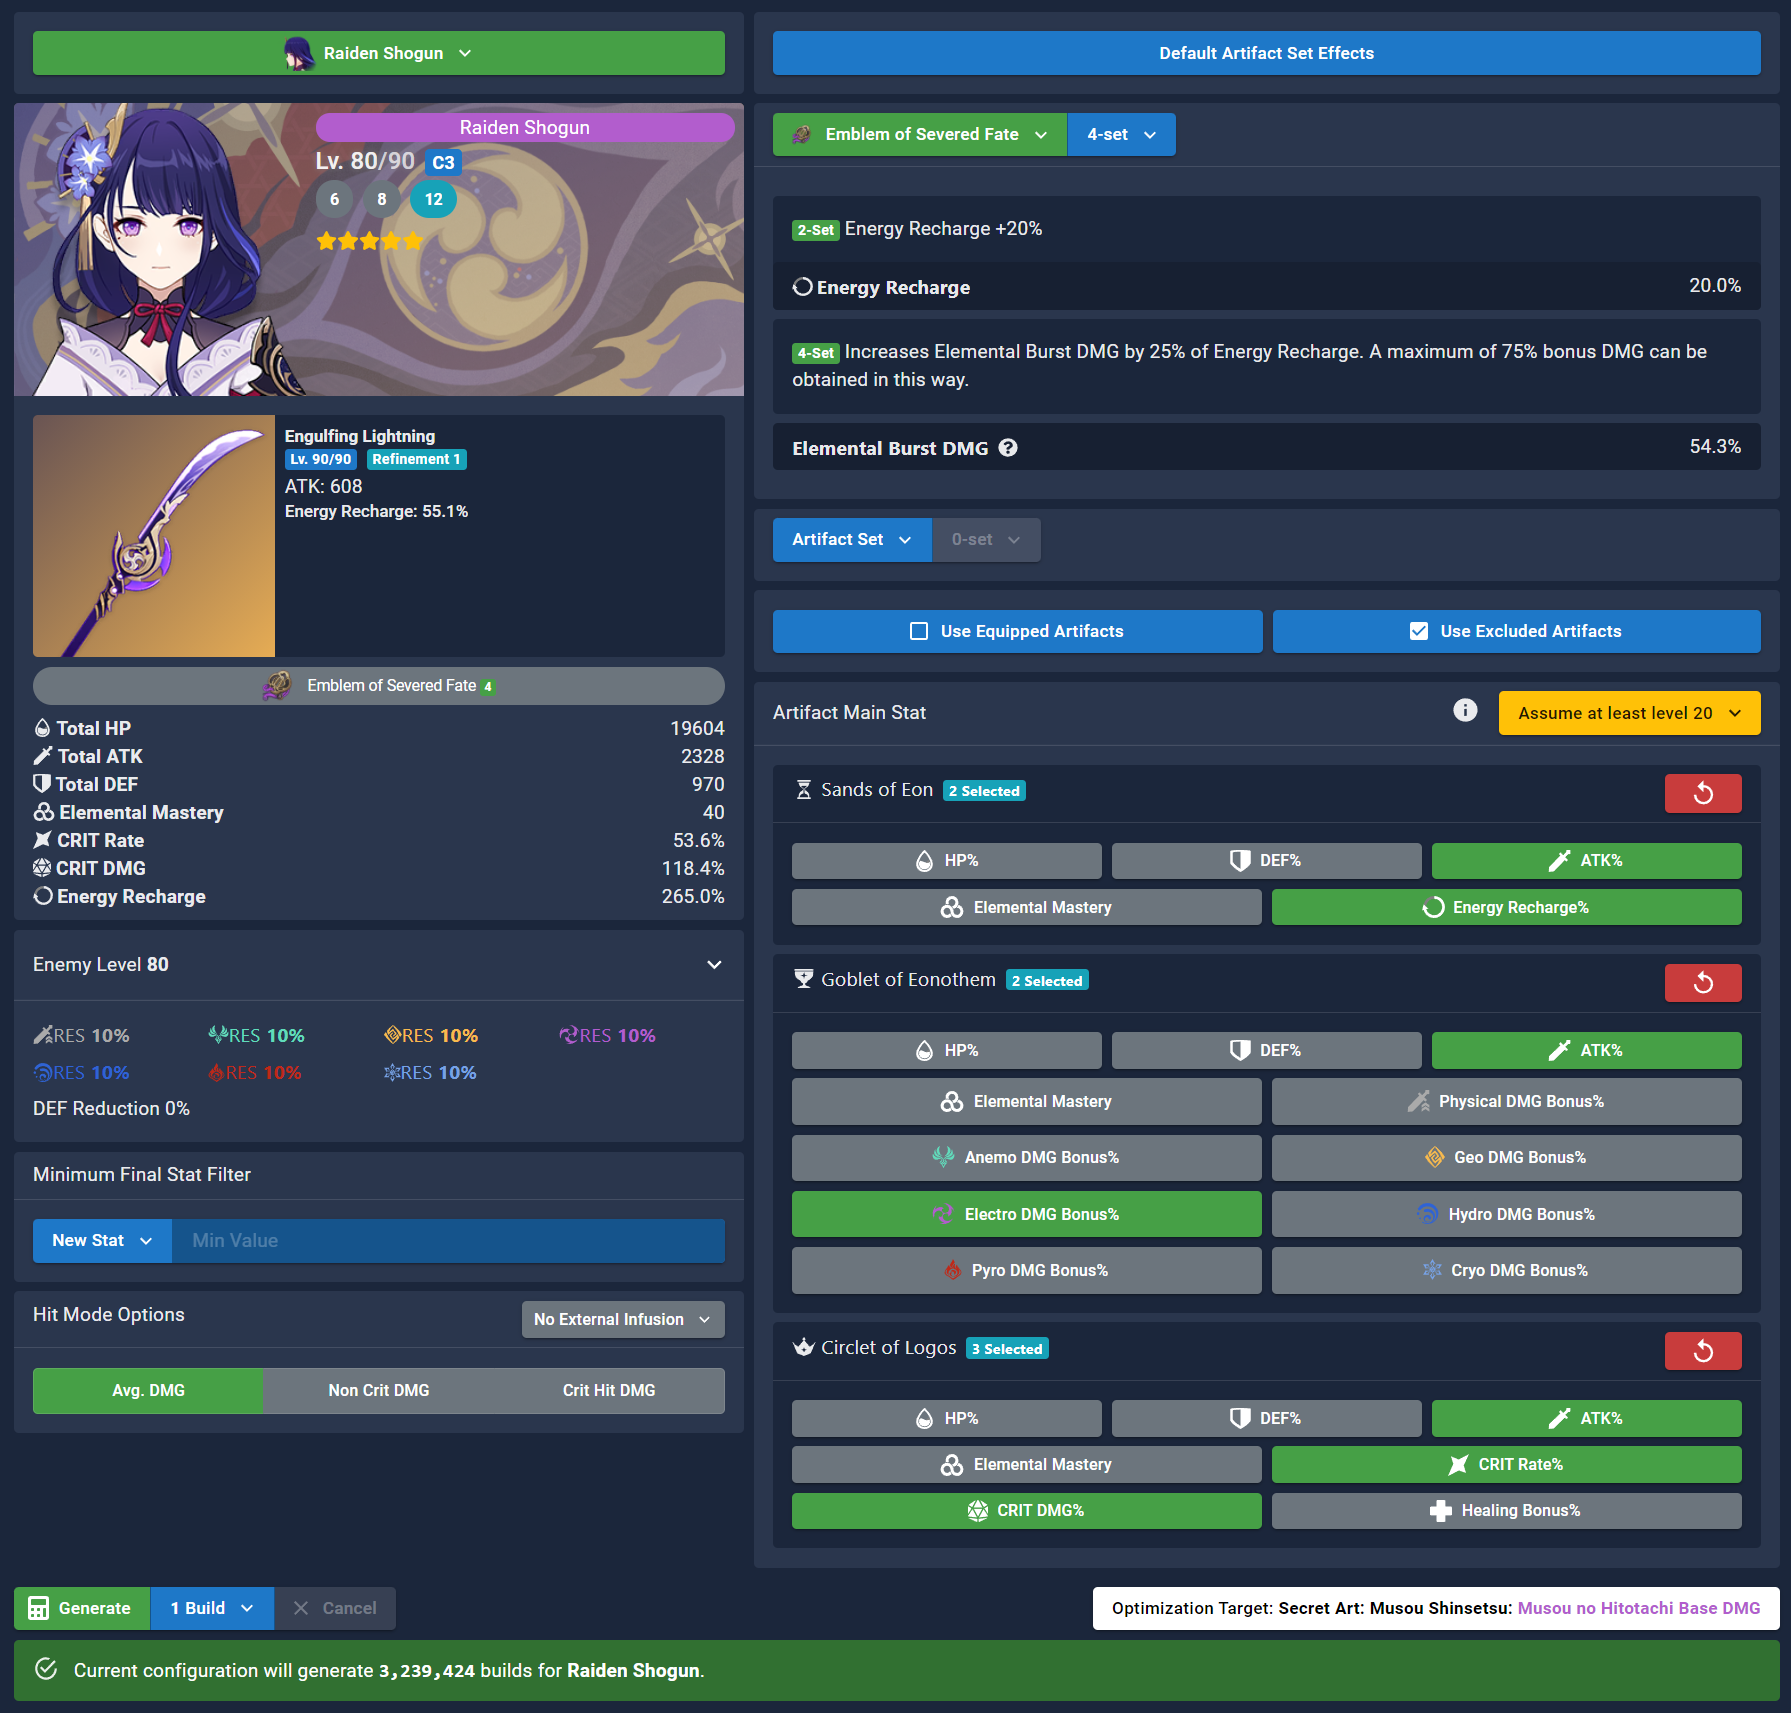 Raiden Shogun
Raiden Shogun
Lv. 80/90 C3
6 8 12
Engulfing Lightning
Lv. 90/90 Refinement 1
ATK: 608
Energy Recharge: 55.1%
Emblem of Severed Fate 4
Total HP 19604
Total ATK 2328
Total DEF 970
Elemental Mastery 40
CRIT Rate 53.6%
CRIT DMG 118.4%
Energy Recharge 265.0%
Enemy Level 80
RES 10% RES 10% RES 10% RES 10%
RES 10% RES 10% RES 10%
DEF Reduction 0%
Minimum Final Stat Filter
New Stat Min Value
Hit Mode Options No External Infusion
Avg. DMG Non Crit DMG Crit Hit DMG
Default Artifact Set Effects
Emblem of Severed Fate 4-set
2-Set Energy Recharge +20%
Energy Recharge 20.0%
4-Set Increases Elemental Burst DMG by 25% of Energy Recharge. A maximum of 75% bonus DMG can be
obtained in this way.
Elemental Burst DMG ? 54.3%
Artifact Set 0-set
Use Equipped Artifacts Use Excluded Artifacts
Artifact Main Stat i Assume at least level 20
Sands of Eon 2 Selected
HP% DEF% ATK%
Elemental Mastery Energy Recharge%
Goblet of Eonothem 2 Selected
HP% DEF% ATK%
Elemental Mastery Physical DMG Bonus%
Anemo DMG Bonus% Geo DMG Bonus%
Electro DMG Bonus% Hydro DMG Bonus%
Pyro DMG Bonus% Cryo DMG Bonus%
Circlet of Logos 3 Selected
HP% DEF% ATK%
Elemental Mastery CRIT Rate%
CRIT DMG% Healing Bonus%
Generate 1 Build Cancel
Optimization Target: Secret Art: Musou Shinsetsu: Musou no Hitotachi Base DMG
Current configuration will generate 3,239,424 builds for Raiden Shogun.